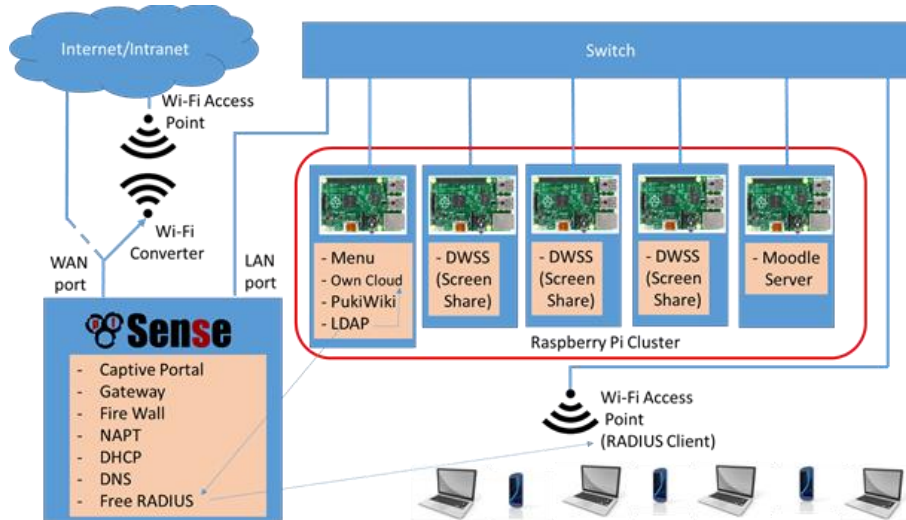 Internet/Intranet
Switch
Wi-Fi Access
Point
Wi-Fi
Converter
WAN
port
LAN
port
- Menu
- Own Cloud
- PukiWiki
- LDAP
- DWSS
(Screen
Share)
- DWSS
(Screen
Share)
- DWSS
(Screen
Share)
- Moodle
Server
Raspberry Pi Cluster
Sense
- Captive Portal
- Gateway
- Fire Wall
- NAPT
- DHCP
- DNS
- Free RADIUS
Wi-Fi Access
Point
(RADIUS Client)